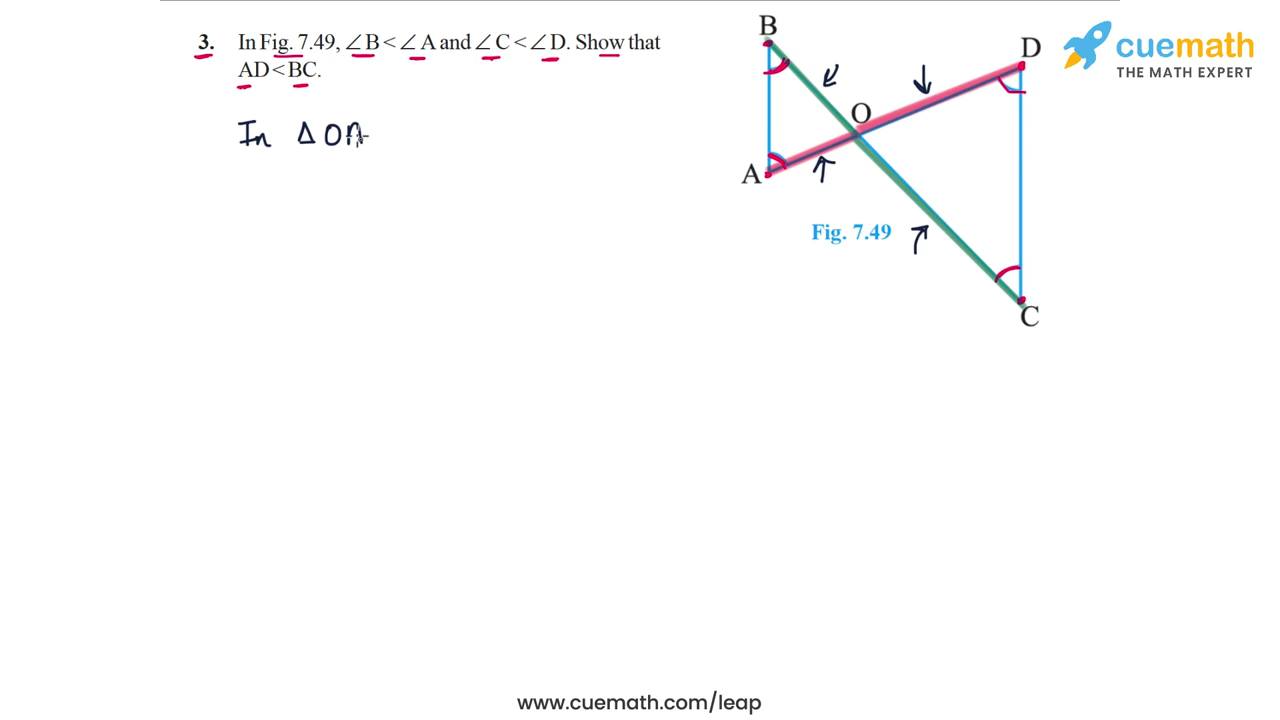 3. In Fig. 7.49, ∠B < ∠A and ∠C < ∠D. Show that
AD < BC.
In Δ OA
B
D
O
A
Fig. 7.49
C
cuemath
THE MATH EXPERT
www.cuemath.com/leap